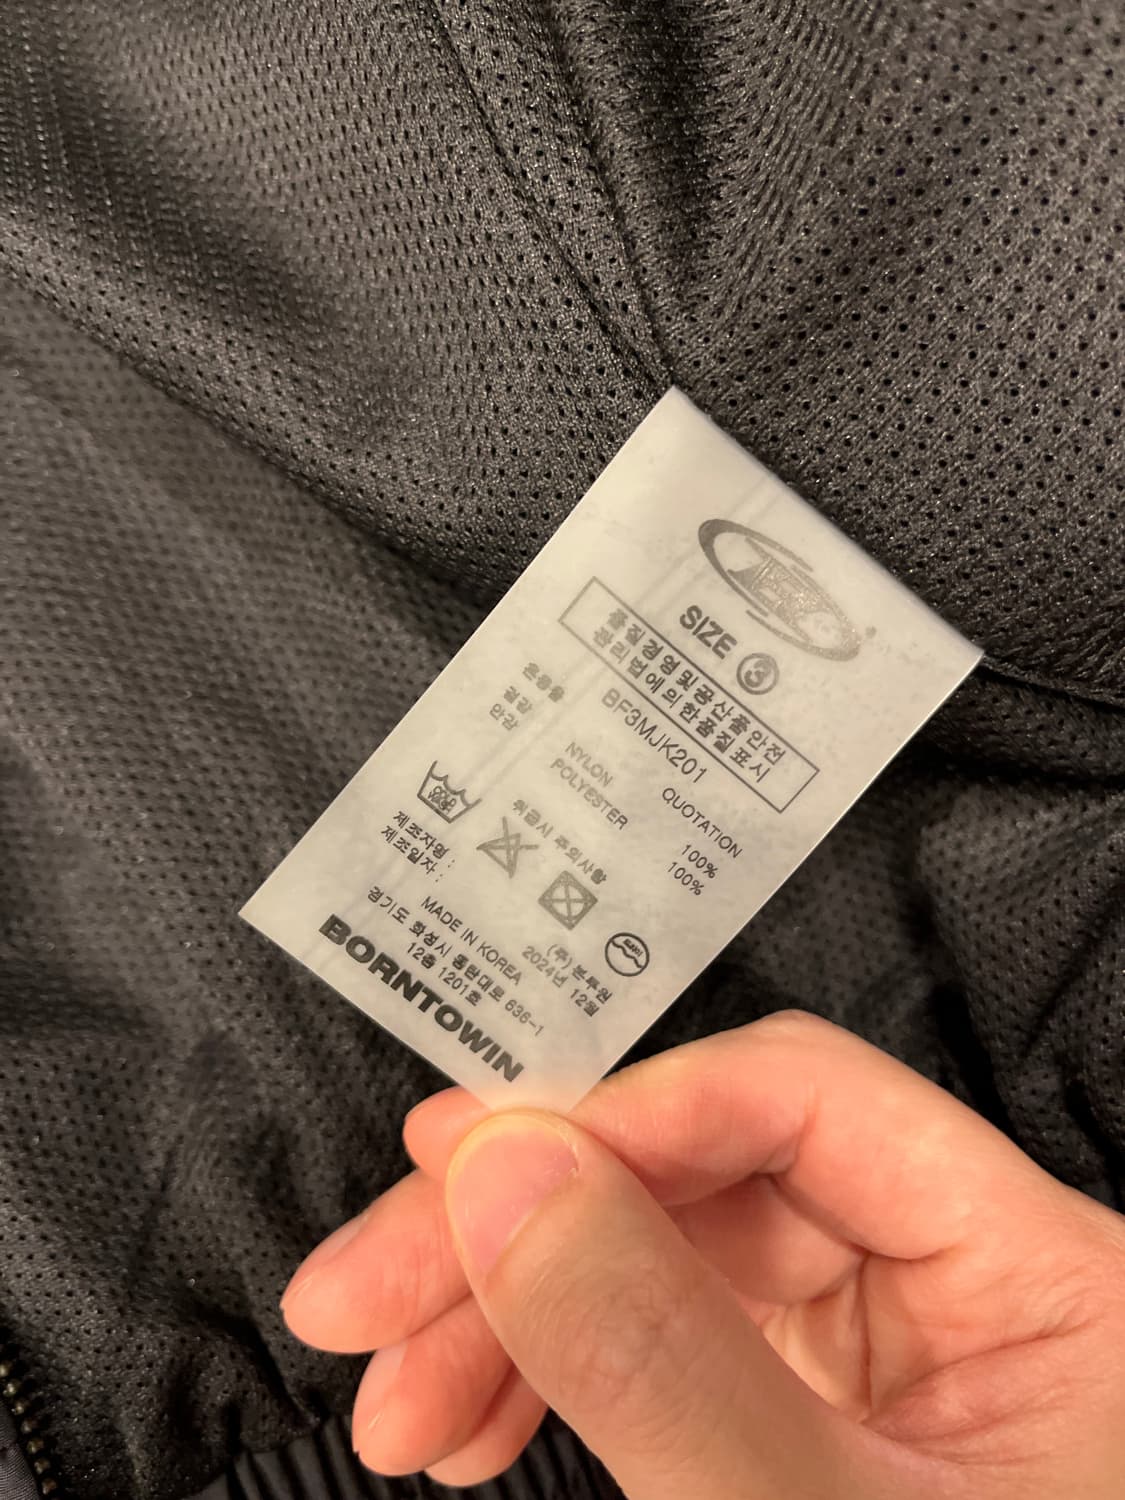 SIZE ③
품질경영및공산품안전
관리법에의한품질표시
BF3MJK201
혼용율 QUOTATION
겉감 NYLON 100%
안감 POLYESTER 100%
취급시 주의사항
제조자명 : (주)본투윈
제조일자 : 2024년 12월
MADE IN KOREA
경기도 화성시 동탄대로 636-1
12층 1201호
BORNTOWIN